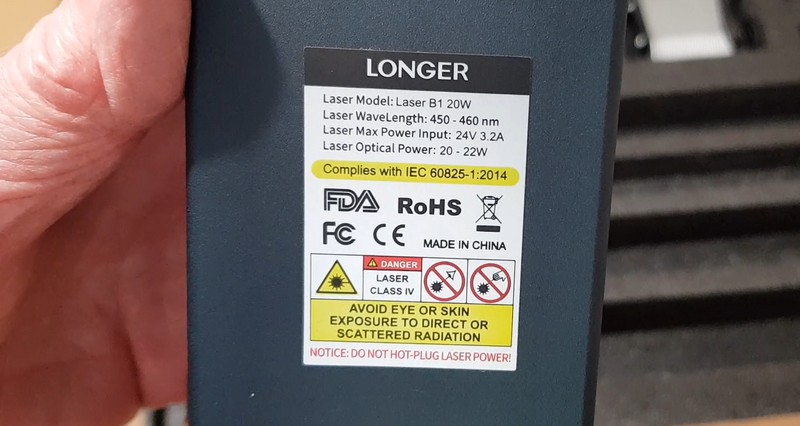 LONGER
Laser Model: Laser B1 20W
Laser WaveLength: 450 - 460 nm
Laser Max Power Input: 24V 3.2A
Laser Optical Power: 20 - 22W
Complies with IEC 60825-1:2014
FDA RoHS
FC CE MADE IN CHINA
DANGER
LASER
CLASS IV
AVOID EYE OR SKIN
EXPOSURE TO DIRECT OR
SCATTERED RADIATION
NOTICE: DO NOT HOT-PLUG LASER POWER!